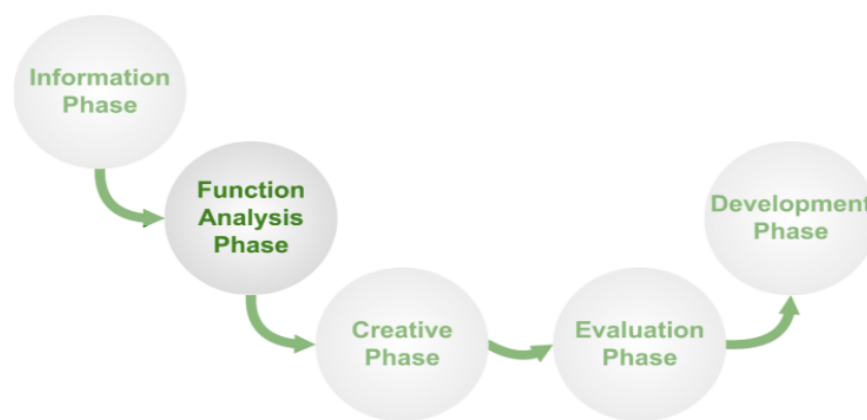 Information
Phase
Function
Analysis
Phase
Creative
Phase
Evaluation
Phase
Development
Phase